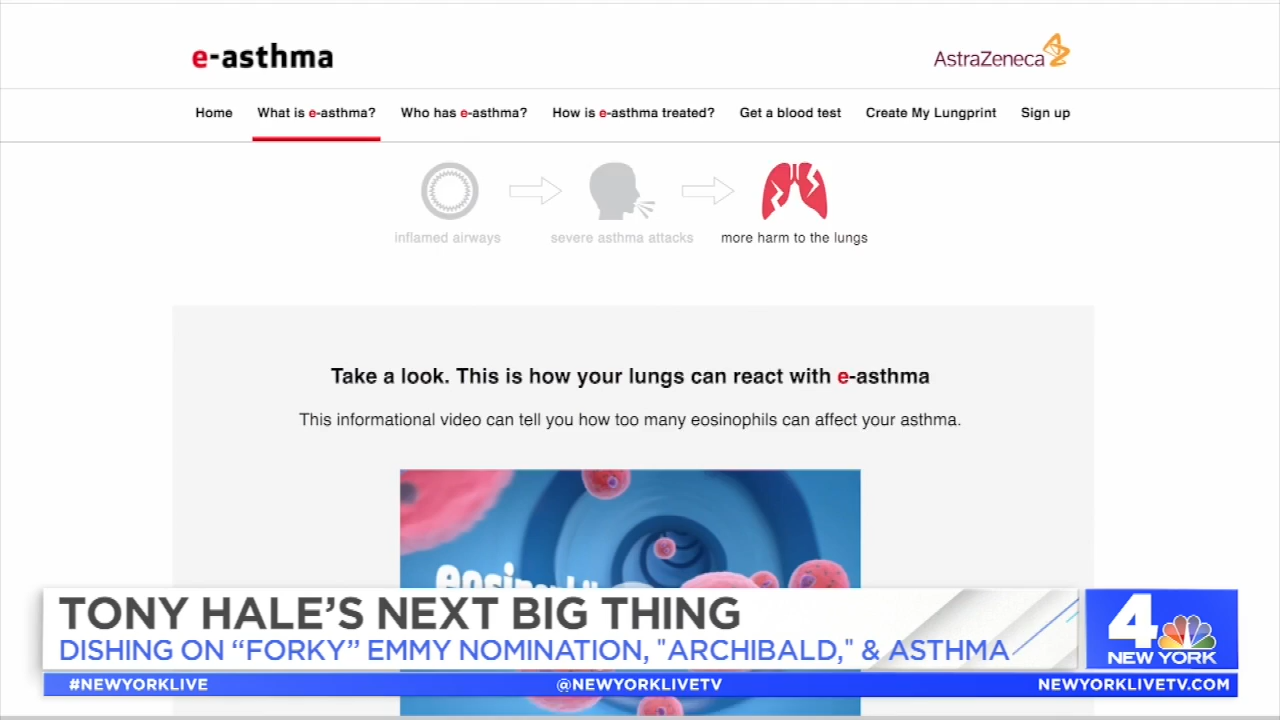 e-asthma
AstraZeneca
Home What is e-asthma? Who has e-asthma? How is e-asthma treated? Get a blood test Create My Lungprint Sign up
inflamed airways severe asthma attacks more harm to the lungs
Take a look. This is how your lungs can react with e-asthma
This informational video can tell you how too many eosinophils can affect your asthma.
TONY HALE'S NEXT BIG THING
DISHING ON “FORKY” EMMY NOMINATION, "ARCHIBALD," & ASTHMA
4
NEW YORK
#NEWYORKLIVE @NEWYORKLIVETV NEWYORKLIVETV.COM